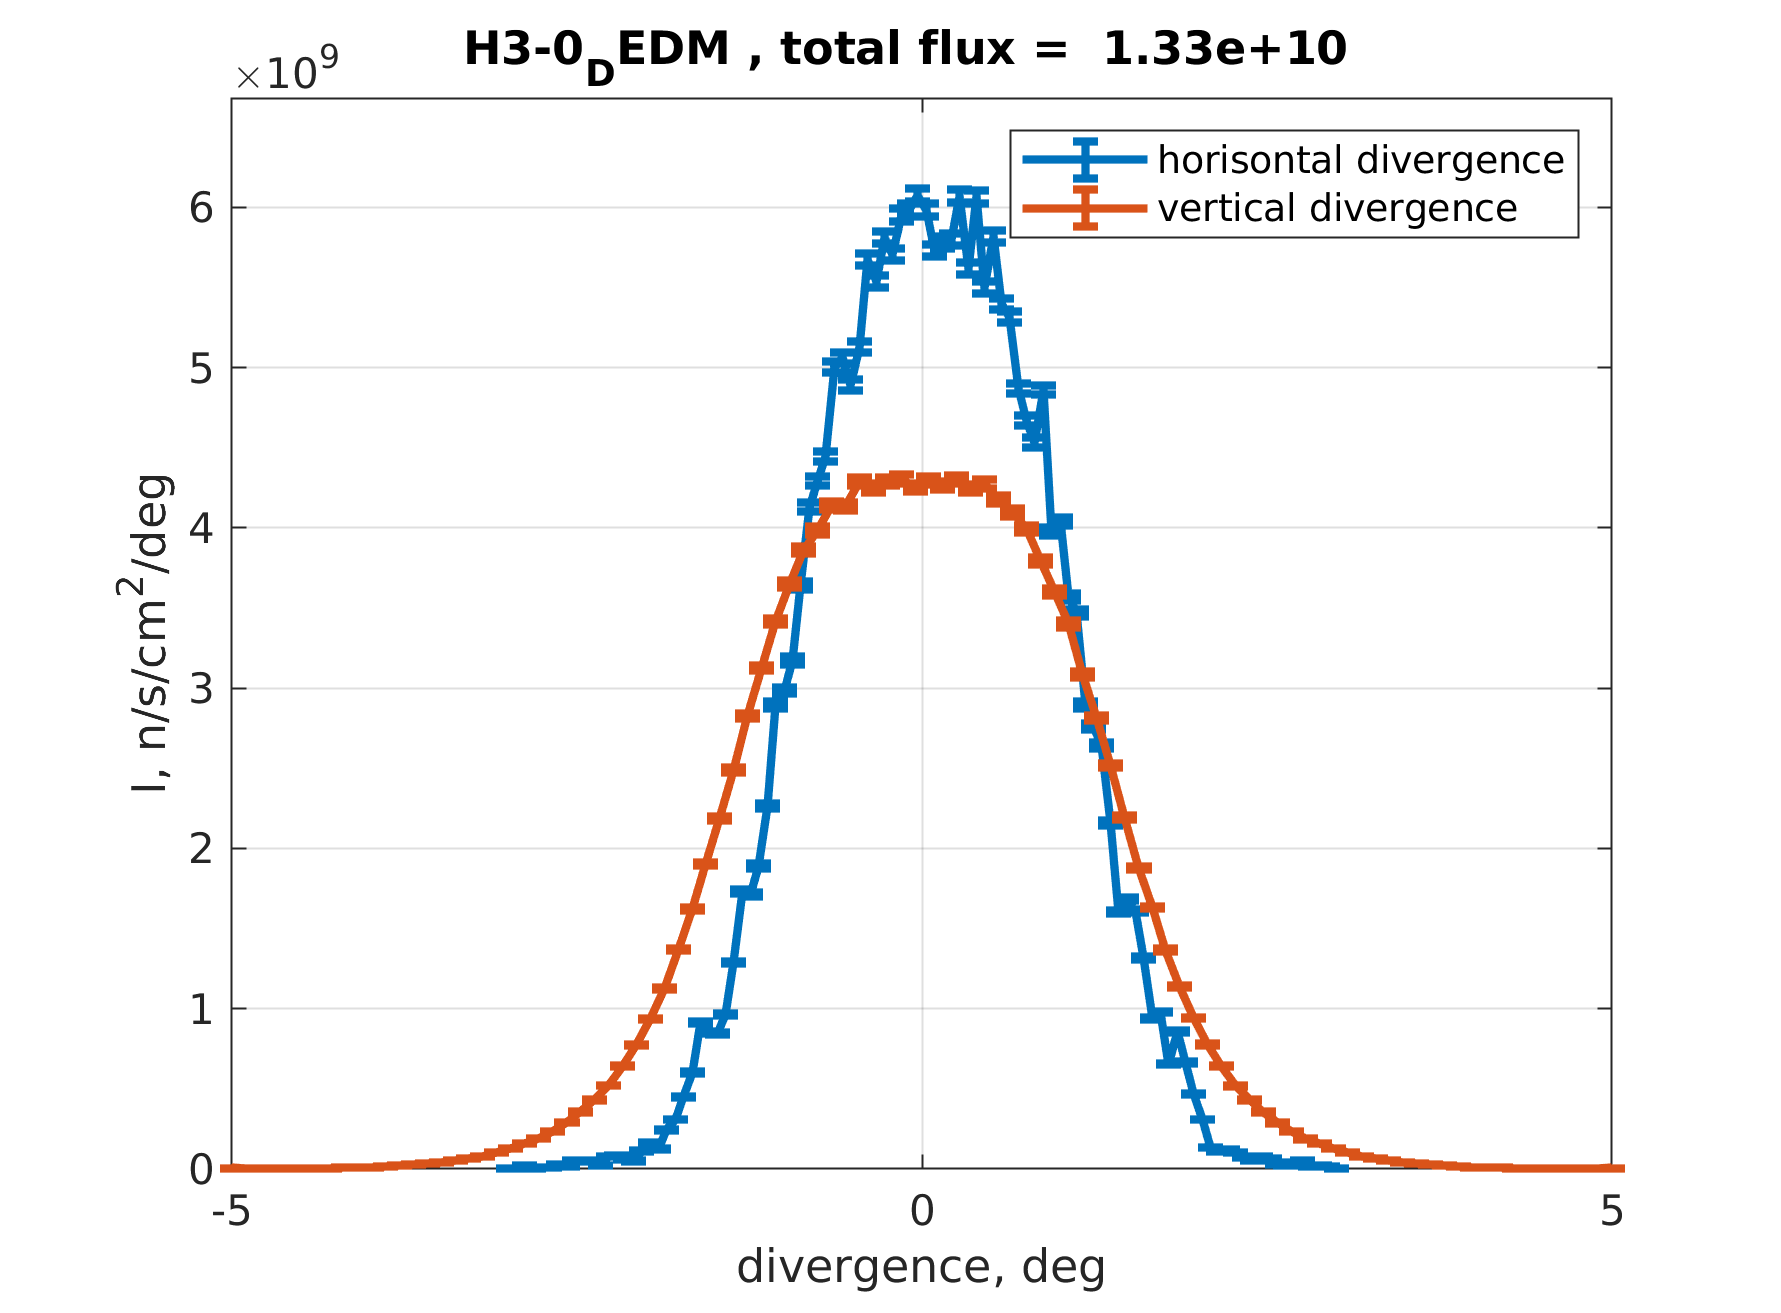 H3-0_DEDM , total flux = 1.33e+10
×10^9
horisontal divergence
vertical divergence
6
5
4
3
2
1
0
I, n/s/cm^2/deg
-5 0 5
divergence, deg